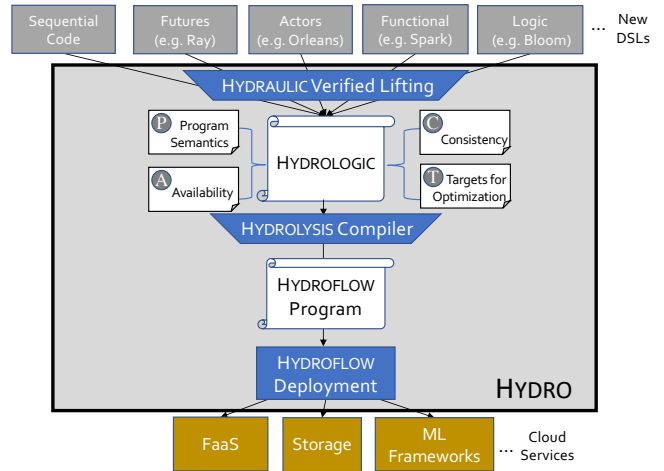 Sequential
Code
Futures
(e.g. Ray)
Actors
(e.g. Orleans)
Functional
(e.g. Spark)
Logic
(e.g. Bloom)
... New
DSLs
HYDRAULIC Verified Lifting
P Program
Semantics
C Consistency
HYDROLOGIC
A Availability
T Targets for
Optimization
HYDROLYSIS Compiler
HYDROFLOW
Program
HYDROFLOW
Deployment
HYDRO
FaaS
Storage
ML
Frameworks
... Cloud
Services